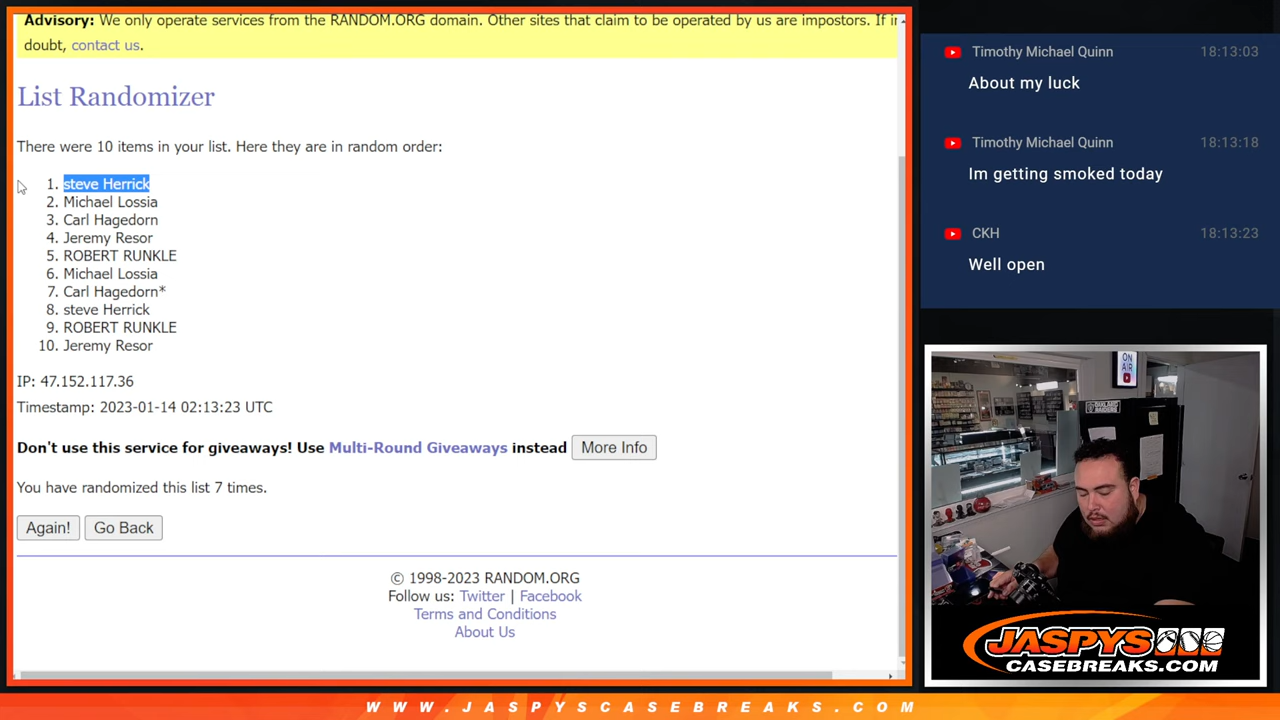 Advisory: We only operate services from the RANDOM.ORG domain. Other sites that claim to be operated by us are impostors. If in
doubt, contact us.
List Randomizer
There were 10 items in your list. Here they are in random order:
1. steve Herrick
2. Michael Lossia
3. Carl Hagedorn
4. Jeremy Resor
5. ROBERT RUNKLE
6. Michael Lossia
7. Carl Hagedorn*
8. steve Herrick
9. ROBERT RUNKLE
10. Jeremy Resor
IP: 47.152.117.36
Timestamp: 2023-01-14 02:13:23 UTC
Don't use this service for giveaways! Use Multi-Round Giveaways instead More Info
You have randomized this list 7 times.
Again! Go Back
© 1998-2023 RANDOM.ORG
Follow us: Twitter | Facebook
Terms and Conditions
About Us
Timothy Michael Quinn 18:13:03
About my luck
Timothy Michael Quinn 18:13:18
Im getting smoked today
CKH 18:13:23
Well open
ON
AIR
JASPYS
CASEBREAKS.COM
WWW.JASPYSCASEBREAKS.COM